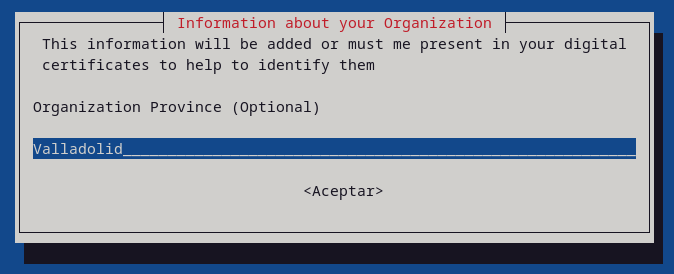 Information about your Organization
This information will be added or must me present in your digital
certificates to help to identify them
Organization Province (Optional)
Valladolid
<Aceptar>